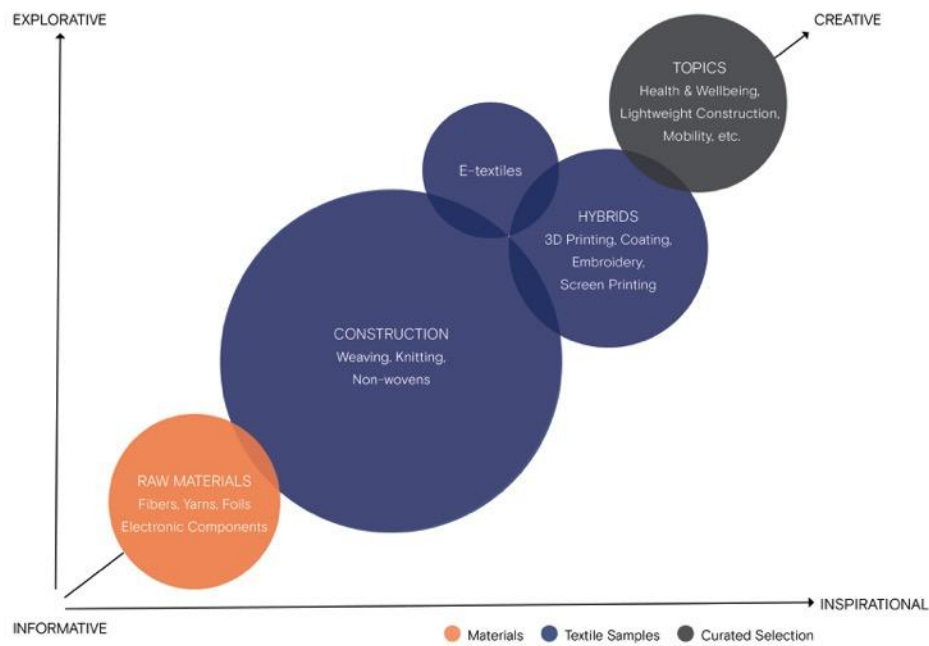 EXPLORATIVE
CREATIVE
TOPICS
Health & Wellbeing,
Lightweight Construction,
Mobility, etc.
E-textiles
HYBRIDS
3D Printing, Coating,
Embroidery,
Screen Printing
CONSTRUCTION
Weaving, Knitting,
Non-wovens
RAW MATERIALS
Fibers, Yarns, Foils
Electronic Components
INSPIRATIONAL
INFORMATIVE
Materials
Textile Samples
Curated Selection